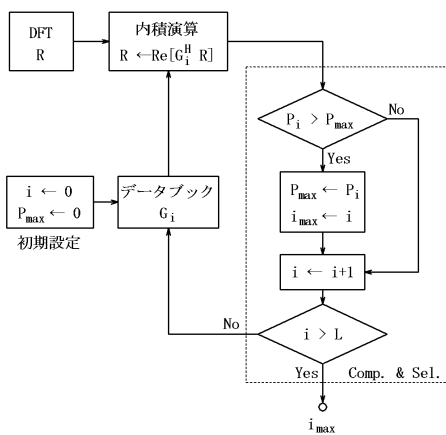 DFT
R
内積演算
R ←Re[G_i^H R]
P_i > P_max
No
Yes
P_max ← P_i
i_max ← i
i ← 0
P_max ← 0
初期設定
データブック
G_i
i ← i+1
No
i > L
Yes
Comp. & Sel.
i_max